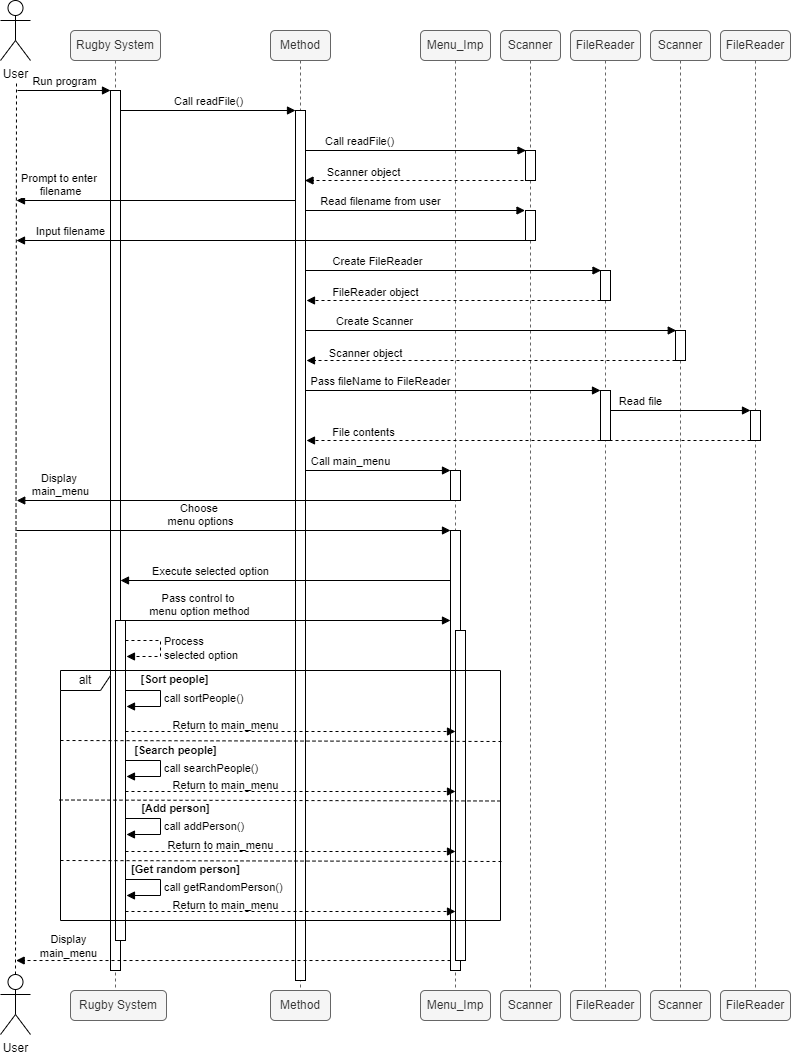 Rugby System
Method
Menu_Imp
Scanner
FileReader
Scanner
FileReader
User
Run program
Call readFile()
Call readFile()
Scanner object
Prompt to enter
filename
Read filename from user
Input filename
Create FileReader
FileReader object
Create Scanner
Scanner object
Pass fileName to FileReader
Read file
File contents
Call main_menu
Display
main_menu
Choose
menu options
Execute selected option
Pass control to
menu option method
Process
selected option
alt
[Sort people]
call sortPeople()
Return to main_menu
[Search people]
call searchPeople()
Return to main_menu
[Add person]
call addPerson()
Return to main_menu
[Get random person]
call getRandomPerson()
Return to main_menu
Display
main_menu
Rugby System
Method
Menu_Imp
Scanner
FileReader
Scanner
FileReader
User